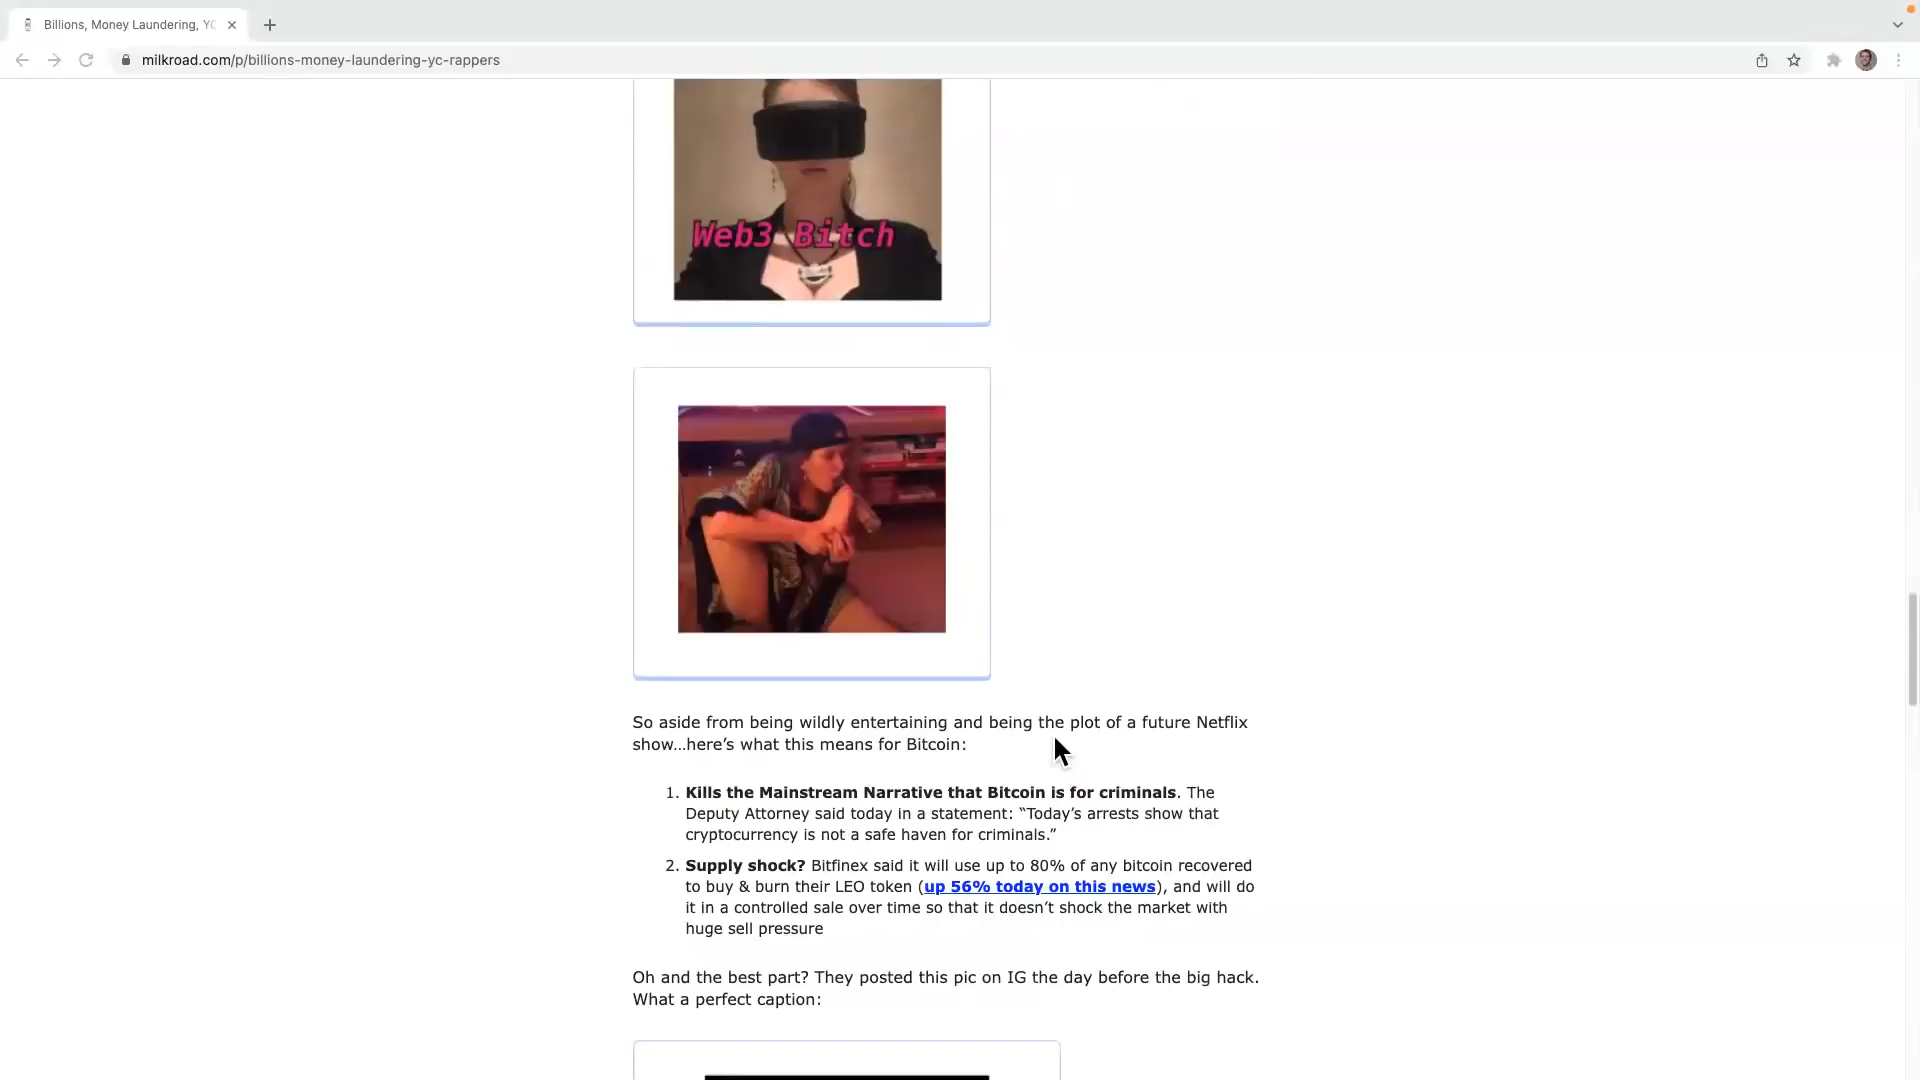 Billions, Money Laundering, YC
milkroad.com/p/billions-money-laundering-yc-rappers
Web3 Bitch
So aside from being wildly entertaining and being the plot of a future Netflix
show...here's what this means for Bitcoin:
1. Kills the Mainstream Narrative that Bitcoin is for criminals. The
Deputy Attorney said today in a statement: “Today's arrests show that
cryptocurrency is not a safe haven for criminals.”
2. Supply shock? Bitfinex said it will use up to 80% of any bitcoin recovered
to buy & burn their LEO token (up 56% today on this news), and will do
it in a controlled sale over time so that it doesn't shock the market with
huge sell pressure
Oh and the best part? They posted this pic on IG the day before the big hack.
What a perfect caption: